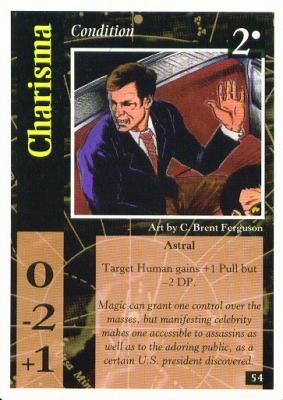 Charisma
Condition
2•
Art by C. Brent Ferguson
Astral
Target Human gains +1 Pull but
-2 DP.
Magic can grant one control over the
masses, but manifesting celebrity
makes one accessible to assassins as
well as to the adoring public, as a
certain U.S. president discovered.
0
-2
+1
54